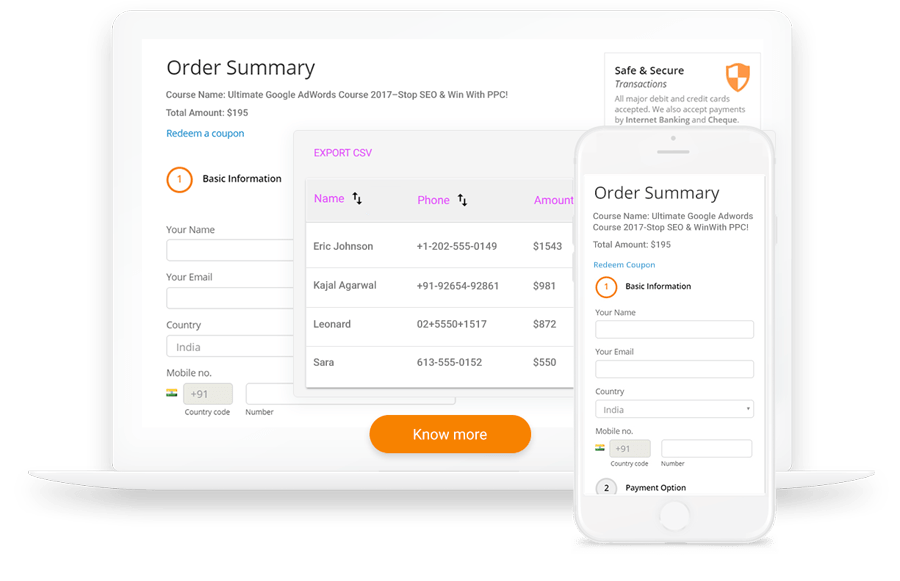 Order Summary
Course Name: Ultimate Google AdWords Course 2017–Stop SEO & Win With PPC!
Total Amount: $195
Redeem a coupon
1 Basic Information
Your Name
Your Email
Country
India
Mobile no.
+91
Country code Number
Safe & Secure
Transactions
All major debit and credit cards
accepted. We also accept payments
by Internet Banking and Cheque.
EXPORT CSV
Name Phone Amount
Eric Johnson +1-202-555-0149 $1543
Kajal Agarwal +91-92654-92861 $981
Leonard 02+5550+1517 $872
Sara 613-555-0152 $550
Know more
Order Summary
Course Name: Ultimate Google Adwords
Course 2017-Stop SEO & WinWith PPC!
Total Amount: $195
Redeem Coupon
1 Basic Information
Your Name
Your Email
Country
India
Mobile no.
+91
Country code Number
2 Payment Option